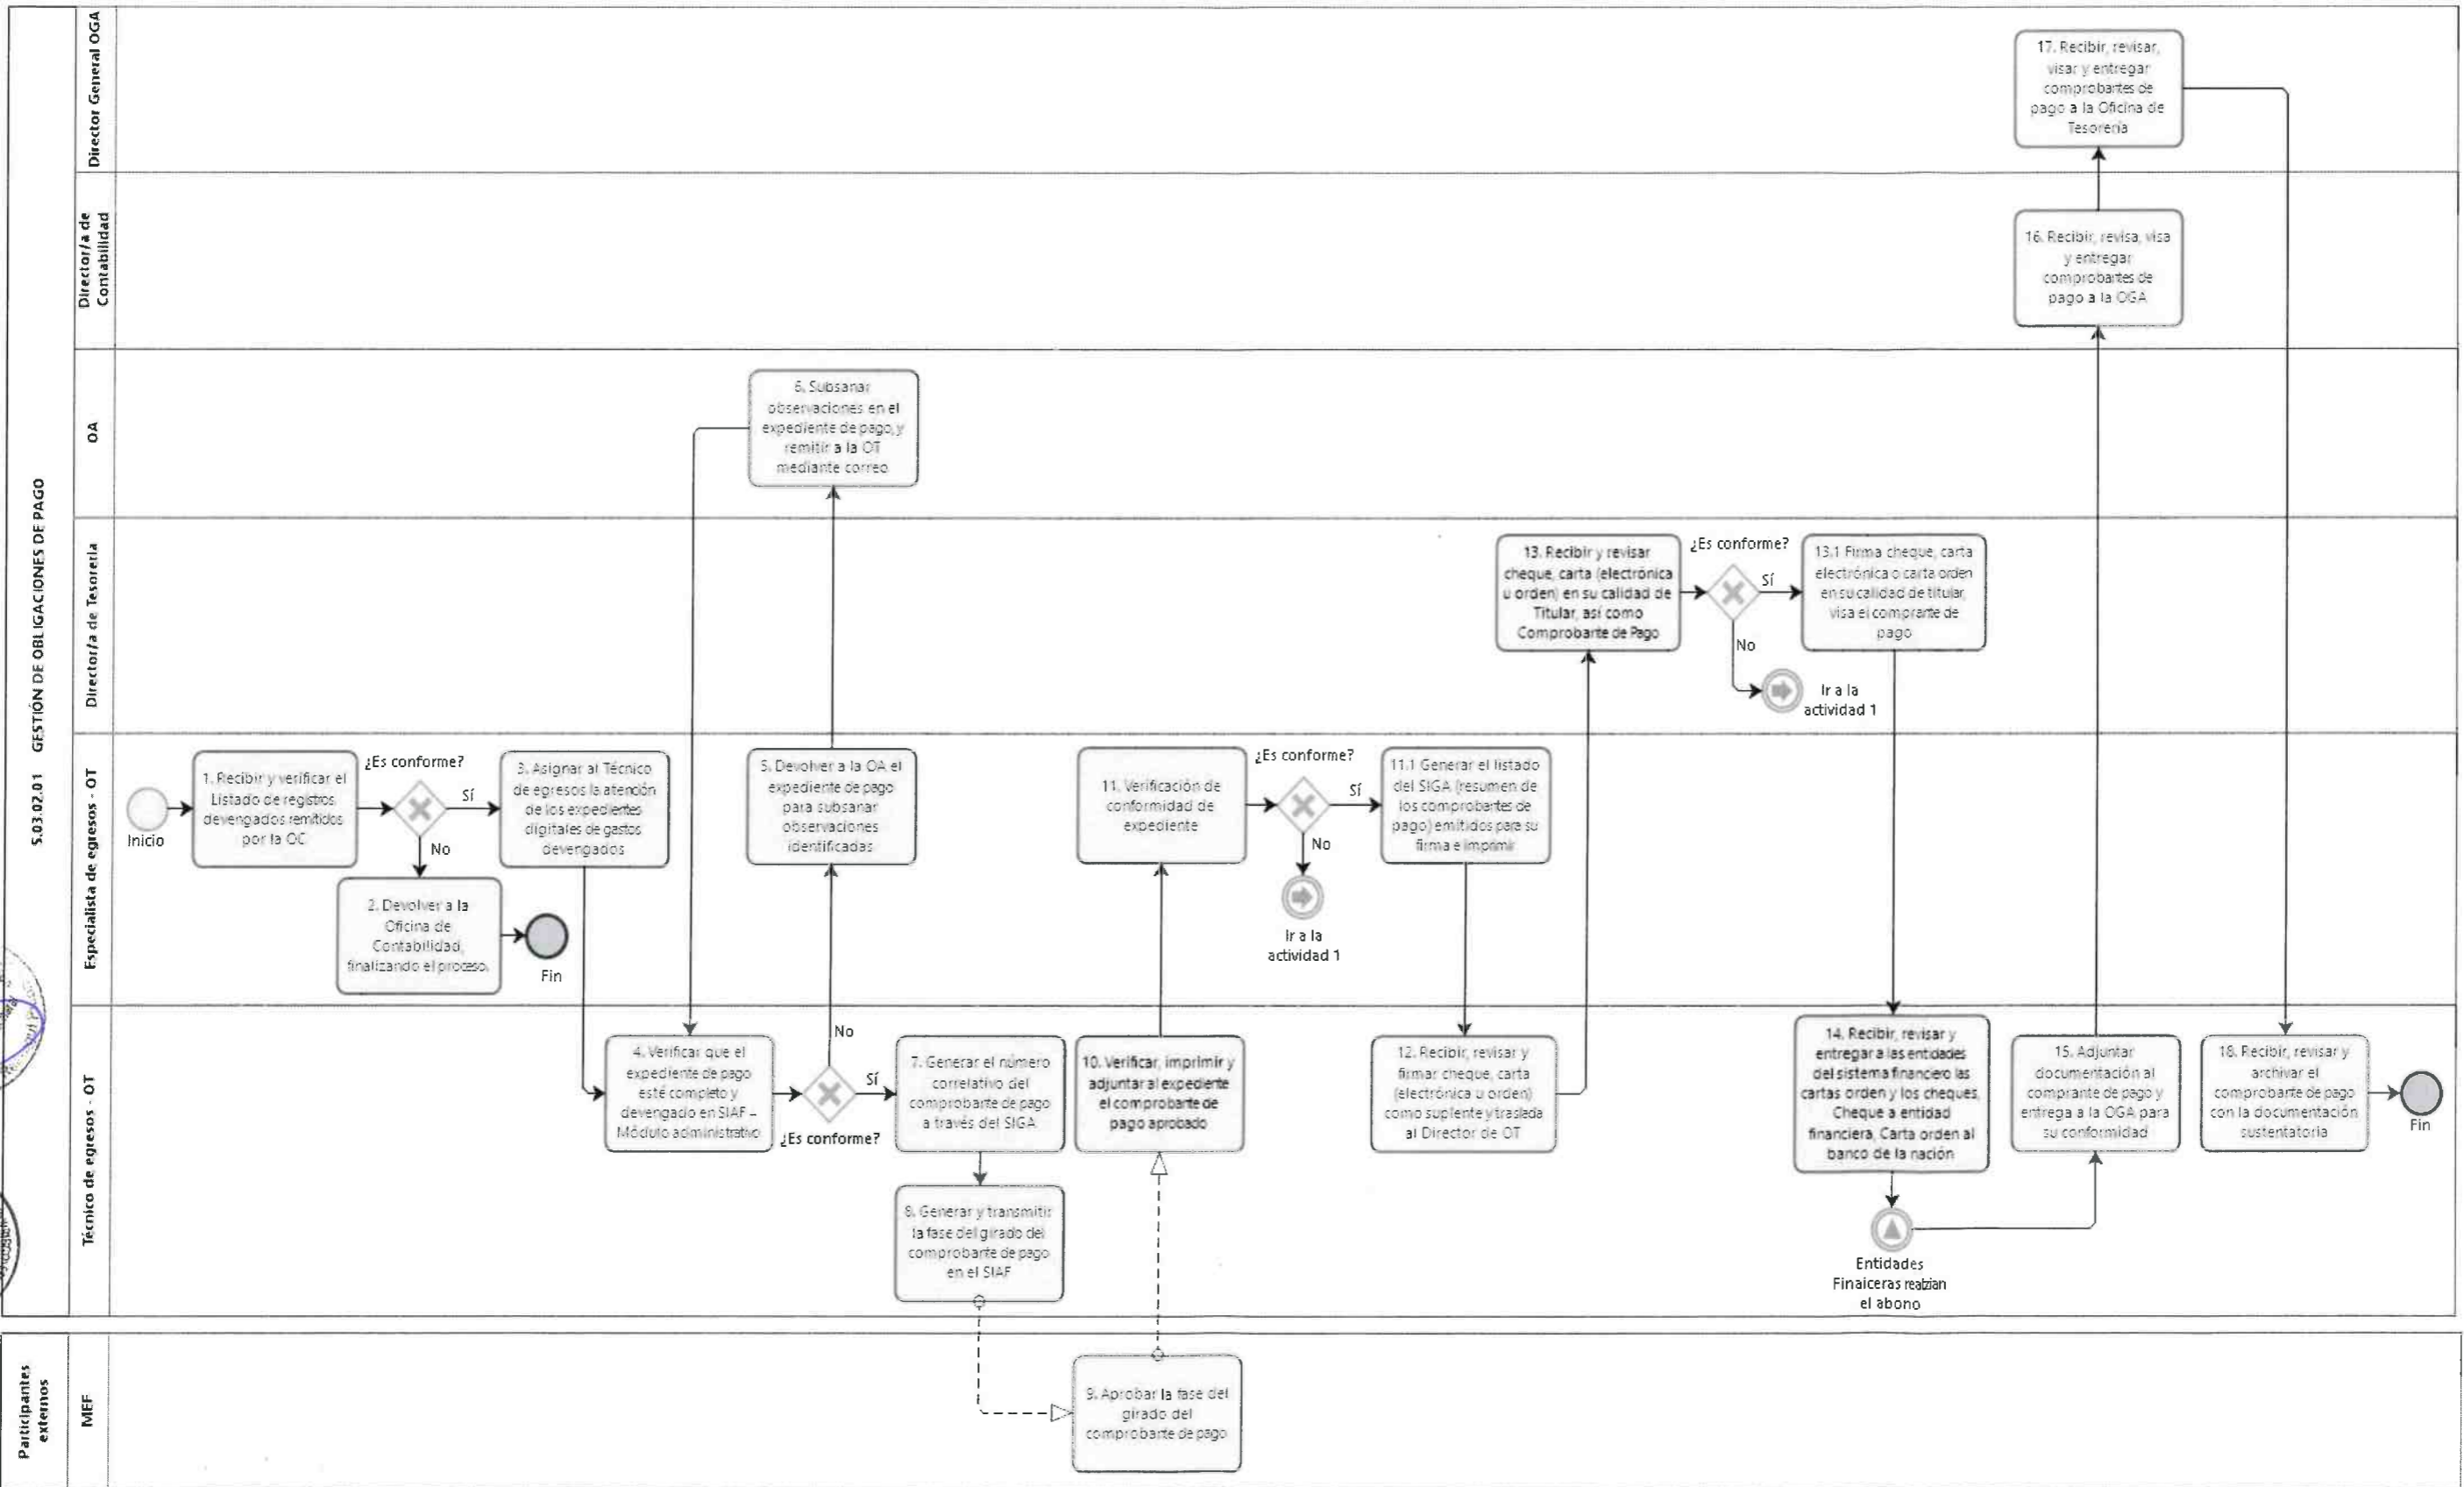 S.03.02.01 GESTIÓN DE OBLIGACIONES DE PAGO
Director General OGA
17. Recibir, revisar,
visar y entregar
comprobartes de
pago a la Oficina de
Tesorería
Director/a de
Contabilidad
16. Recibir, revisa, visa
y entregar
comprobartes de
pago a la OGA
OA
6. Subsanar
observaciones en el
expediente de pago, y
remitir a la OT
mediante correo
Director/a de Tesorería
13. Recibir y revisar
cheque, carta (electrónica
u orden) en su calidad de
Titular, así como
Comprobarte de Pago
¿Es conforme?
Sí
No
Ir a la
actividad 1
13.1 Firma cheque, carta
electrónica o carta orden
en su calidad de titular,
visa el comprante de
pago
Especialista de egresos - OT
Inicio
1. Recibir y verificar el
Listado de registros
devengados remitidos
por la OC
¿Es conforme?
Sí
No
2. Devolver a la
Oficina de
Contabilidad,
finalizando el proceso.
Fin
3. Asignar al Técnico
de egresos la atención
de los expedientes
digitales de gastos
devengados
5. Devolver a la OA el
expediente de pago
para subsanar
observaciones
identificadas
11. Verificación de
conformidad de
expediente
¿Es conforme?
Sí
No
Ir a la
actividad 1
11.1 Generar el listado
del SIGA (resumen de
los comprobartes de
pago) emitidos para su
firma e imprimir
Técnico de egresos - OT
4. Verificar que el
expediente de pago
esté completo y
devengado en SIAF –
Módulo administrativo
No
Sí
¿Es conforme?
7. Generar el número
correlativo del
comprobarte de pago
a través del SIGA
8. Generar y transmitir
la fase del girado del
comprobarte de pago
en el SIAF
10. Verificar, imprimir y
adjuntar al expedierte
el comprobarte de
pago aprobado
12. Recibir, revisar y
firmar cheque, carta
(electrónica u orden)
como suplente y traslada
al Director de OT
14. Recibir, revisar y
entregar a las entidades
del sistema financiero las
cartas orden y los cheques,
Cheque a entidad
financiera, Carta orden al
banco de la nación
Entidades
Finaiceras realzian
el abono
15. Adjuntar
documentación al
comprante de pago y
entrega a la OGA para
su conformidad
18. Recibir, revisar y
archivar el
comprobarte de pago
con la documentación
sustentatoria
Fin
Participantes
externos
MEF
9. Aprobar la fase del
girado del
comprobarte de pago